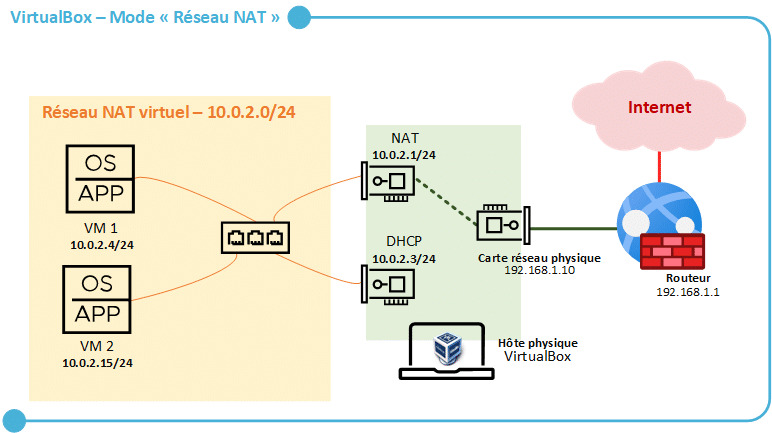 VirtualBox – Mode « Réseau NAT »
Réseau NAT virtuel – 10.0.2.0/24
OS
APP
VM 1
10.0.2.4/24
OS
APP
VM 2
10.0.2.15/24
NAT
10.0.2.1/24
DHCP
10.0.2.3/24
Carte réseau physique
192.168.1.10
Hôte physique
VirtualBox
Internet
Routeur
192.168.1.1